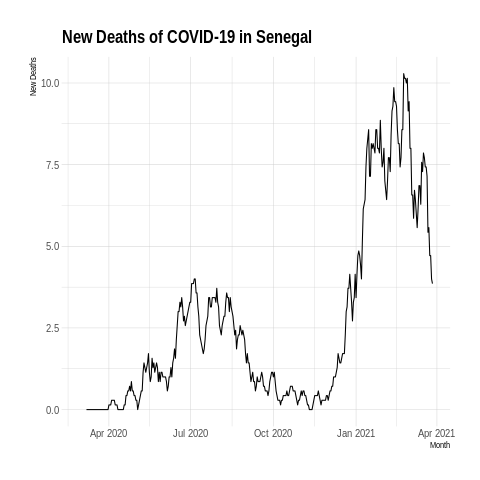 New Deaths of COVID-19 in Senegal
New Deaths
10.0
7.5
5.0
2.5
0.0
Apr 2020 Jul 2020 Oct 2020 Jan 2021 Apr 2021
Month